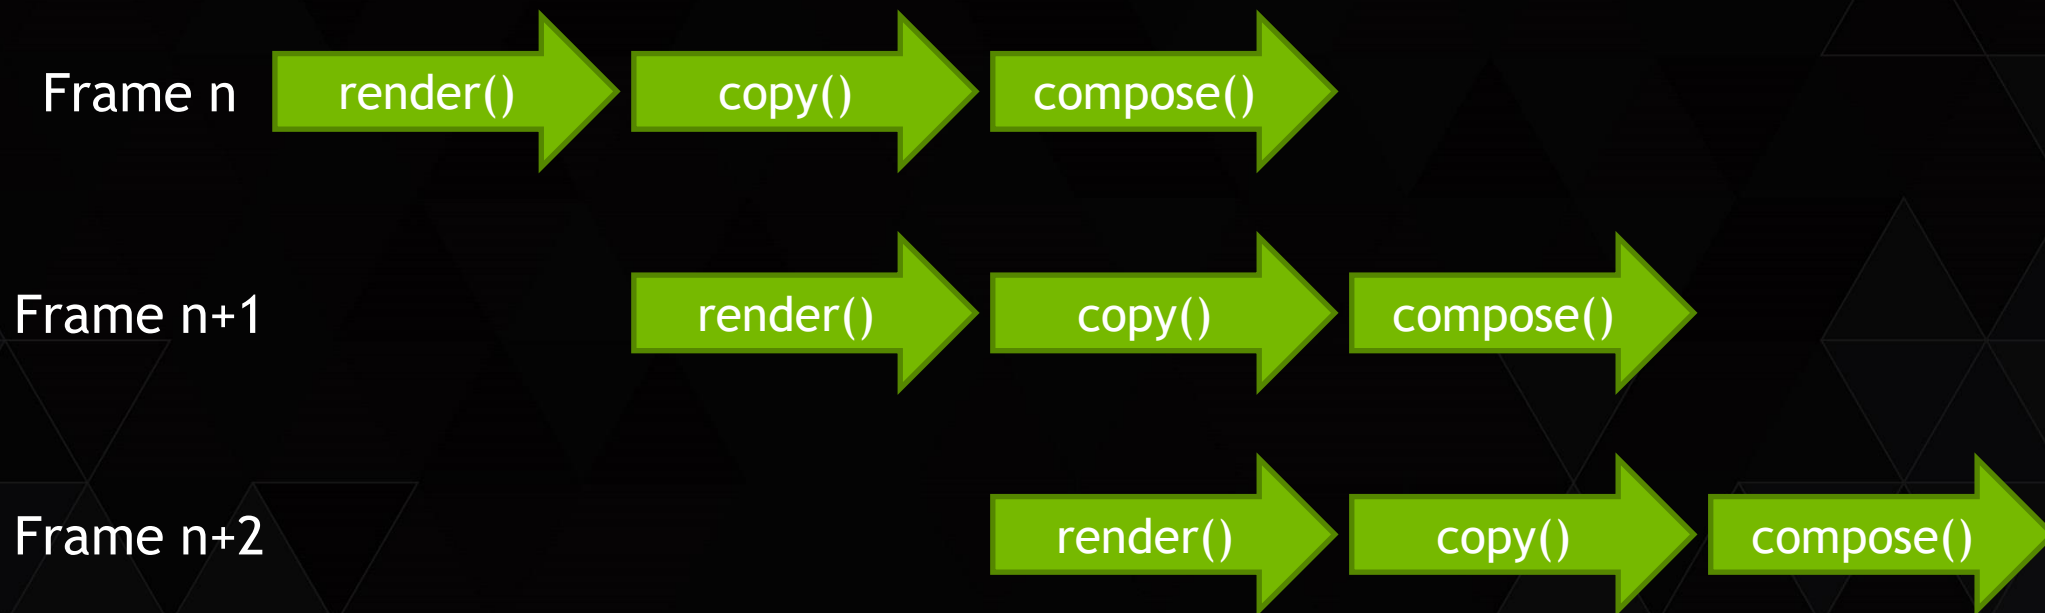 Frame n render() copy() compose()
Frame n+1 render() copy() compose()
Frame n+2 render() copy() compose()